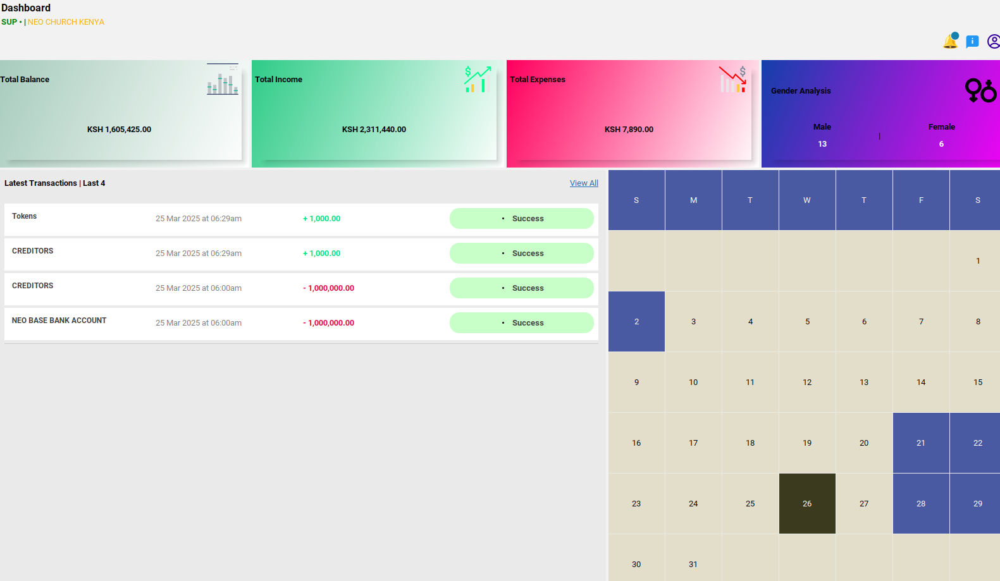 Dashboard
SUP • | NEO CHURCH KENYA
Total Balance
KSH 1,605,425.00
Total Income
$
KSH 2,311,440.00
Total Expenses
$
KSH 7,890.00
Gender Analysis
Male | Female
13 6
Latest Transactions | Last 4 View All
Tokens 25 Mar 2025 at 06:29am + 1,000.00 • Success
CREDITORS 25 Mar 2025 at 06:29am + 1,000.00 • Success
CREDITORS 25 Mar 2025 at 06:00am - 1,000,000.00 • Success
NEO BASE BANK ACCOUNT 25 Mar 2025 at 06:00am - 1,000,000.00 • Success
S M T W T F S
1
2 3 4 5 6 7 8
9 10 11 12 13 14 15
16 17 18 19 20 21 22
23 24 25 26 27 28 29
30 31